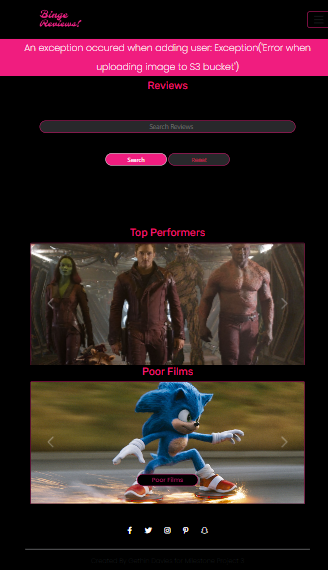 Binge
Reviews!
An exception occured when adding user: Exception('Error when
uploading image to S3 bucket')
Reviews
Search Reviews
Search
Reset
Top Performers
Poor Films
Poor Films